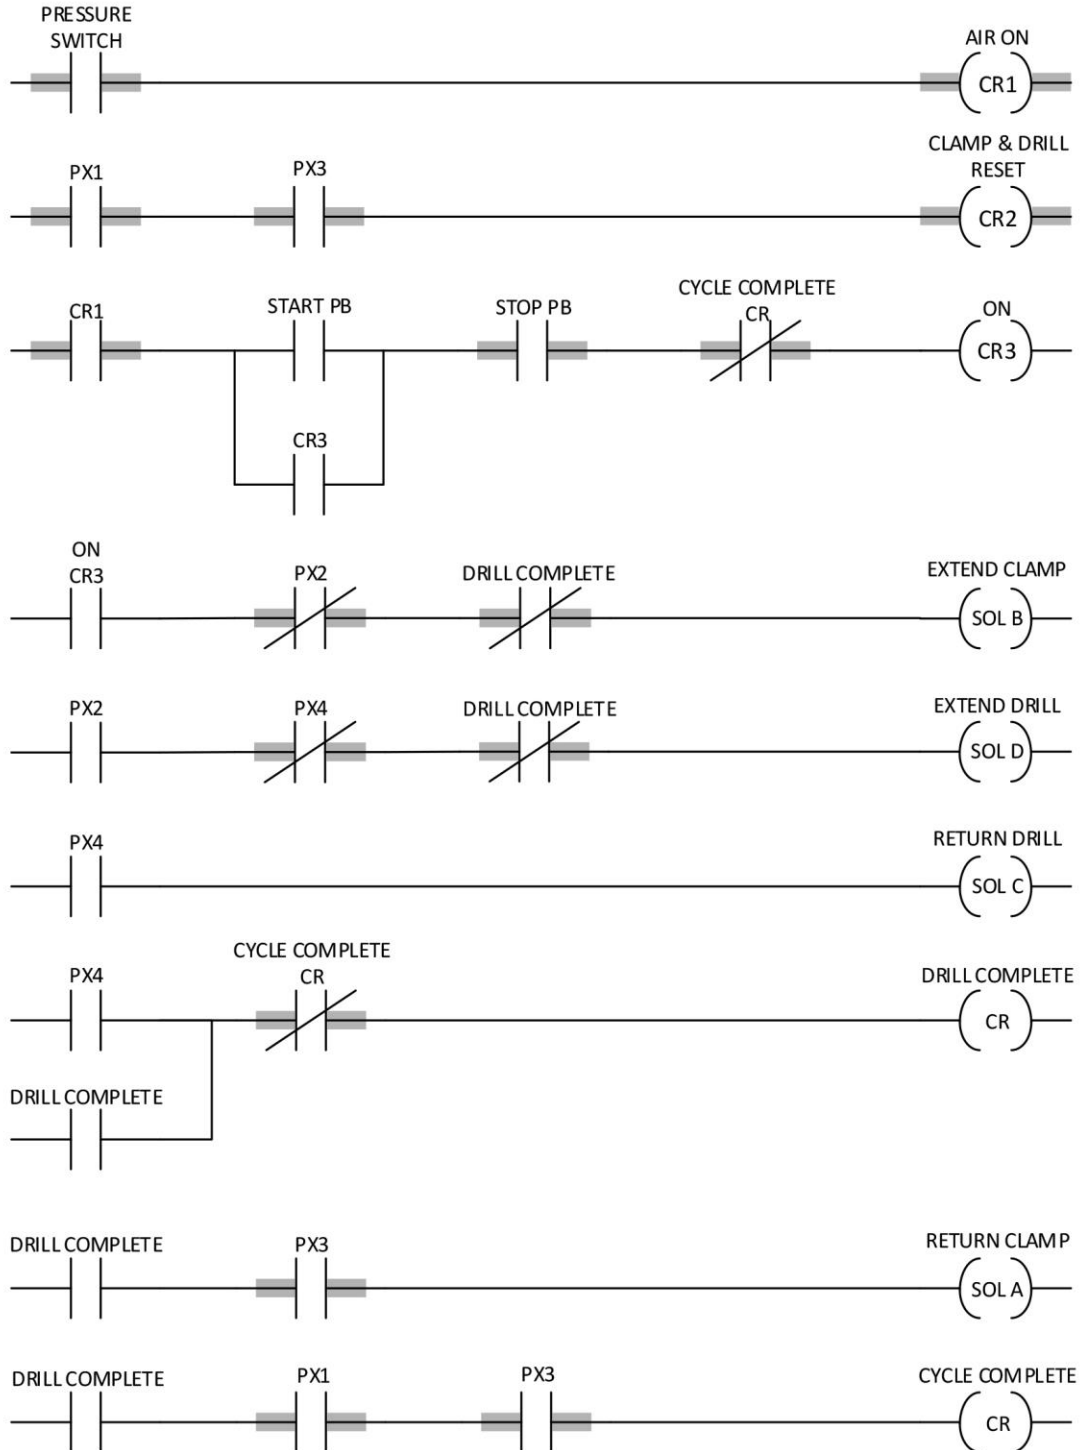 PRESSURE
SWITCH
AIR ON
CR1
CLAMP & DRILL
RESET
PX1
PX3
CR2
CYCLE COMPLETE
CR
CR1
START PB
STOP PB
ON
CR3
CR3
ON
CR3
PX2
DRILL COMPLETE
EXTEND CLAMP
SOL B
PX2
PX4
DRILL COMPLETE
EXTEND DRILL
SOL D
PX4
RETURN DRILL
SOL C
CYCLE COMPLETE
CR
PX4
DRILL COMPLETE
CR
DRILL COMPLETE
DRILL COMPLETE
PX3
RETURN CLAMP
SOL A
DRILL COMPLETE
PX1
PX3
CYCLE COMPLETE
CR